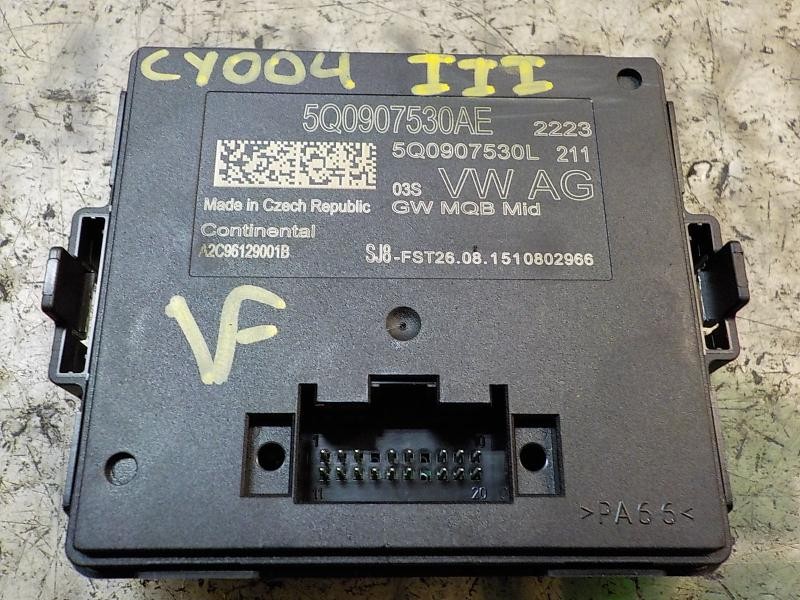 CY004 III
5Q0907530AE 2223
5Q0907530L 211
03S VW AG
Made in Czech Republic GW MQB Mid
Continental
A2C96129001B SJ8-FST26.08.1510802966
VF
1
11 20
>PA66<